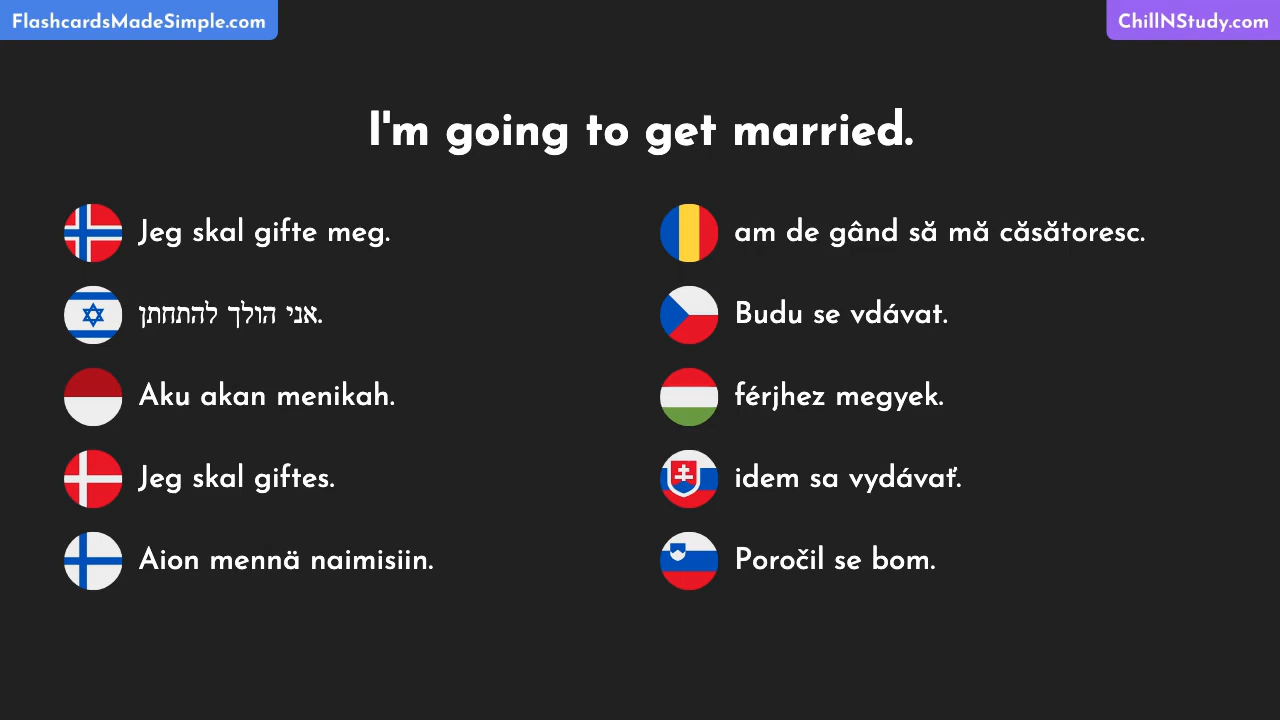 FlashcardsMadeSimple.com
ChillNStudy.com
I'm going to get married.
Jeg skal gifte meg.
אני הולך להתחתן.
Aku akan menikah.
Jeg skal giftes.
Aion mennä naimisiin.
am de gând să mă căsătoresc.
Budu se vdávat.
férjhez megyek.
idem sa vydávať.
Poročil se bom.